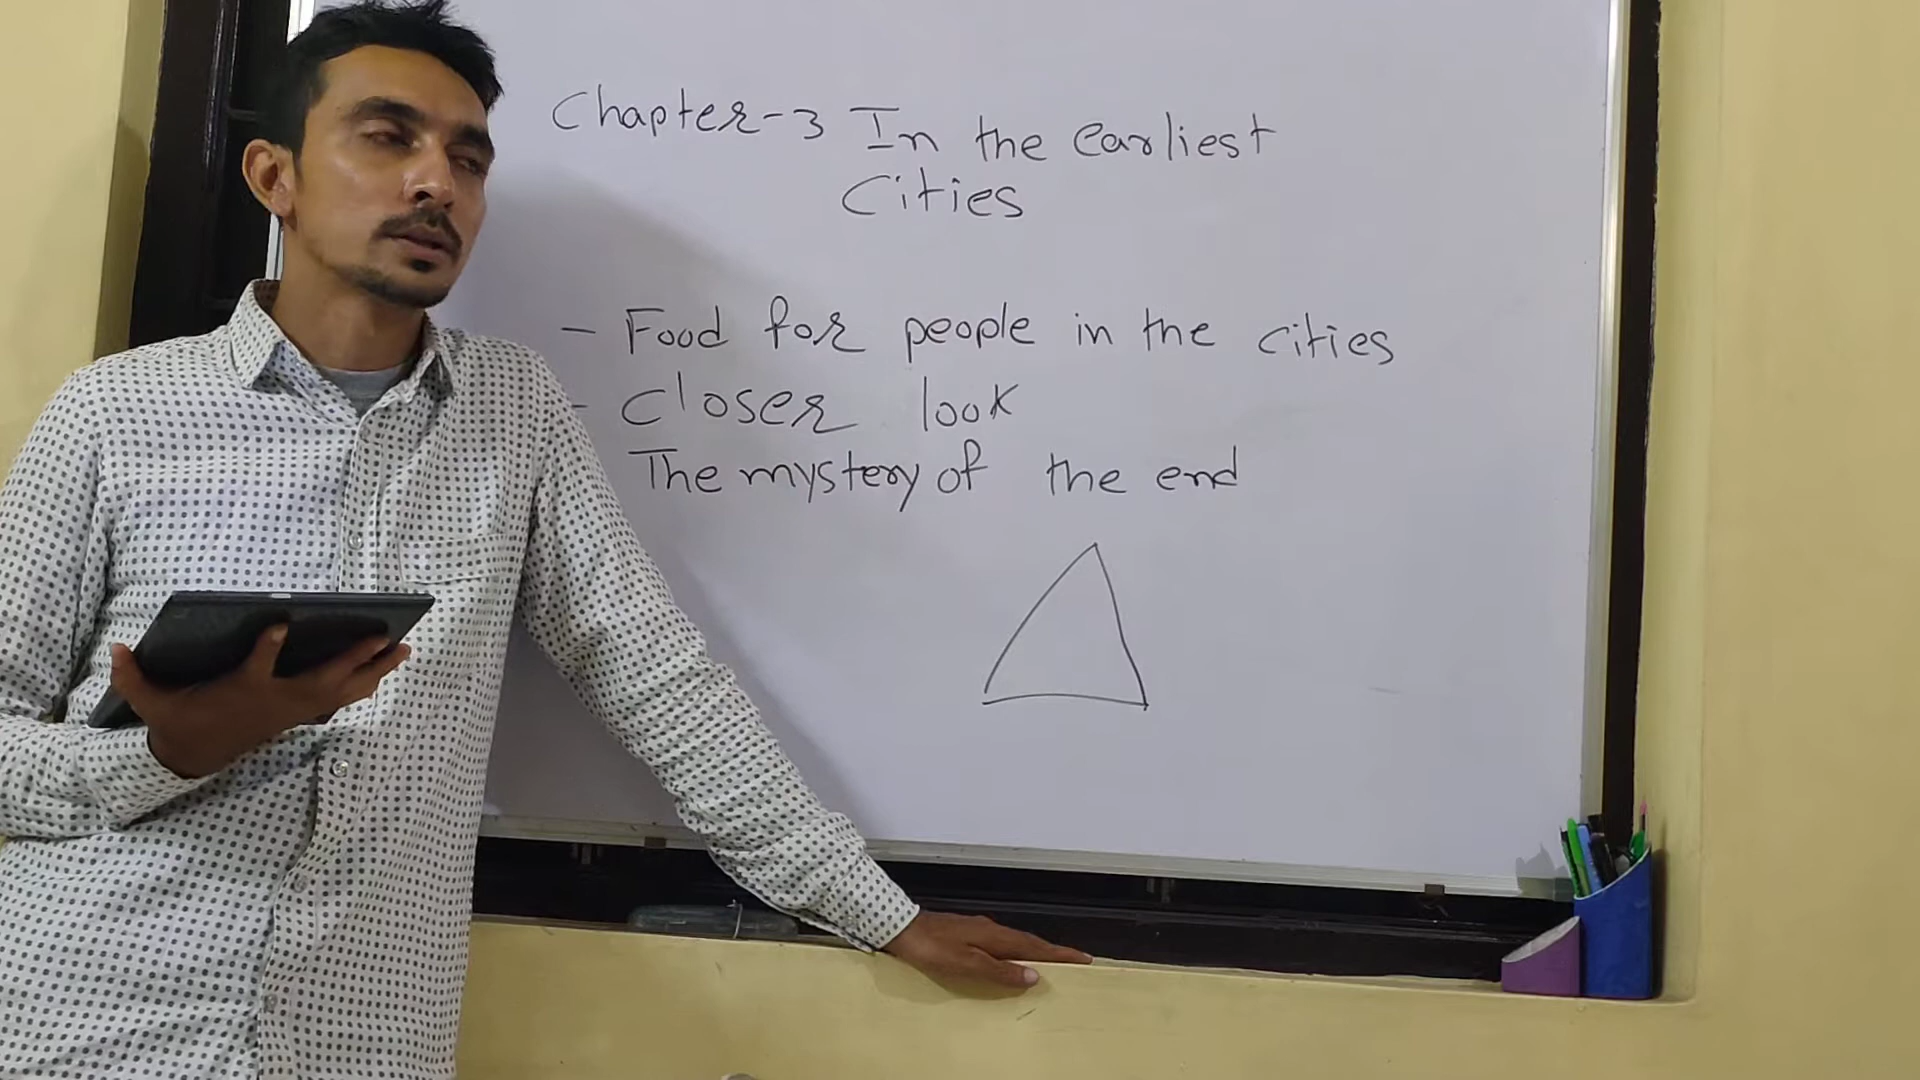 Chapter-3 In the earliest
Cities
- Food for people in the cities
- Closer look
The mystery of the end